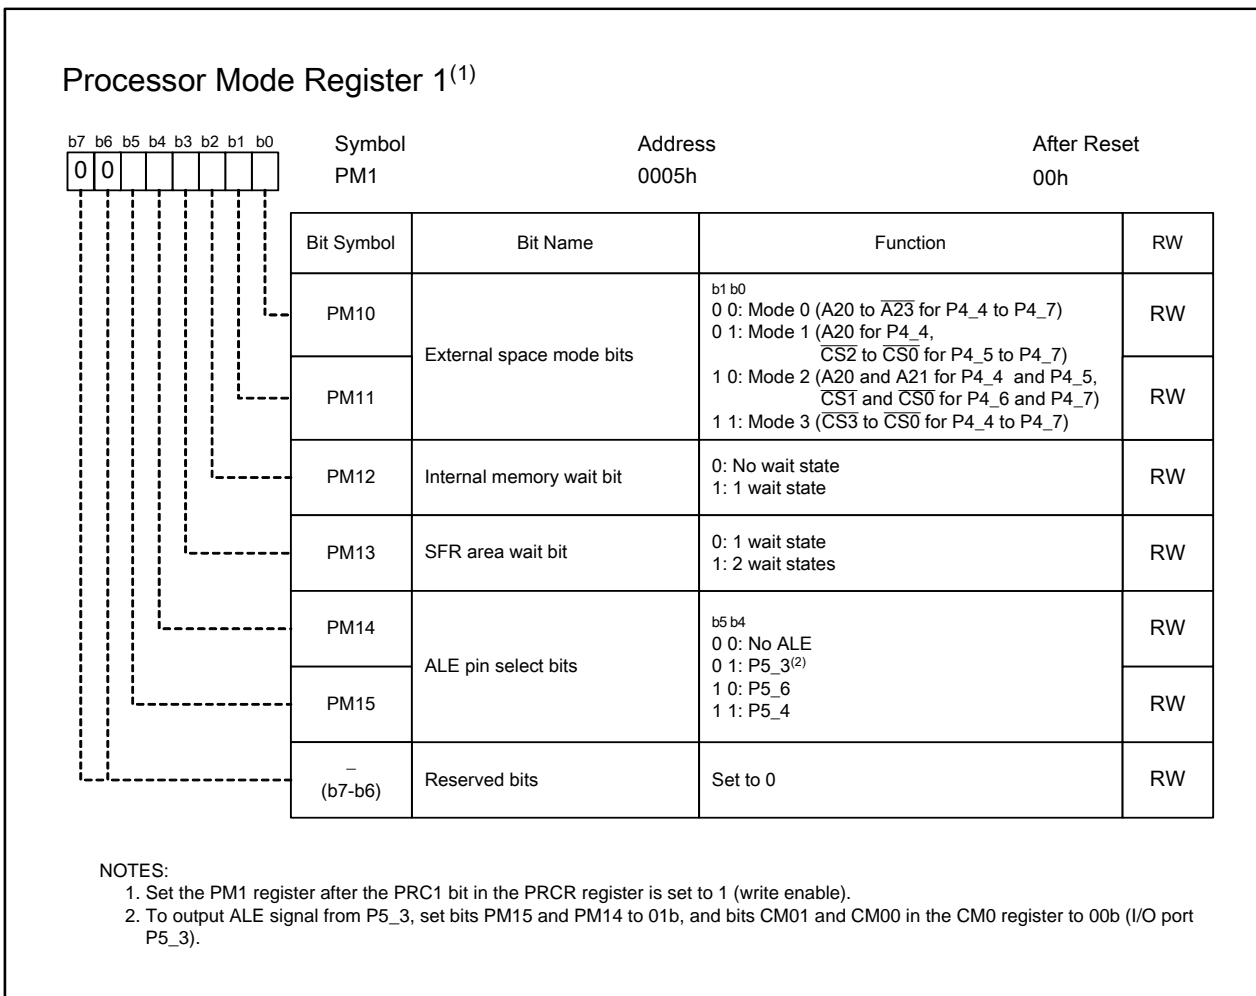 Processor Mode Register 1(1)
b7 b6 b5 b4 b3 b2 b1 b0
0 0
Symbol Address After Reset
PM1 0005h 00h
Bit Symbol Bit Name Function RW
PM10
External space mode bits
b1 b0
0 0: Mode 0 (A20 to A23 for P4_4 to P4_7)
0 1: Mode 1 (A20 for P4_4,
CS2 to CS0 for P4_5 to P4_7)
1 0: Mode 2 (A20 and A21 for P4_4 and P4_5,
CS1 and CS0 for P4_6 and P4_7)
1 1: Mode 3 (CS3 to CS0 for P4_4 to P4_7)
RW
PM11
RW
PM12 Internal memory wait bit
0: No wait state
1: 1 wait state
RW
PM13 SFR area wait bit
0: 1 wait state
1: 2 wait states
RW
PM14
ALE pin select bits
b5 b4
0 0: No ALE
0 1: P5_3(2)
1 0: P5_6
1 1: P5_4
RW
PM15
RW
–
(b7-b6)
Reserved bits Set to 0 RW
NOTES:
1. Set the PM1 register after the PRC1 bit in the PRCR register is set to 1 (write enable).
2. To output ALE signal from P5_3, set bits PM15 and PM14 to 01b, and bits CM01 and CM00 in the CM0 register to 00b (I/O port
P5_3).